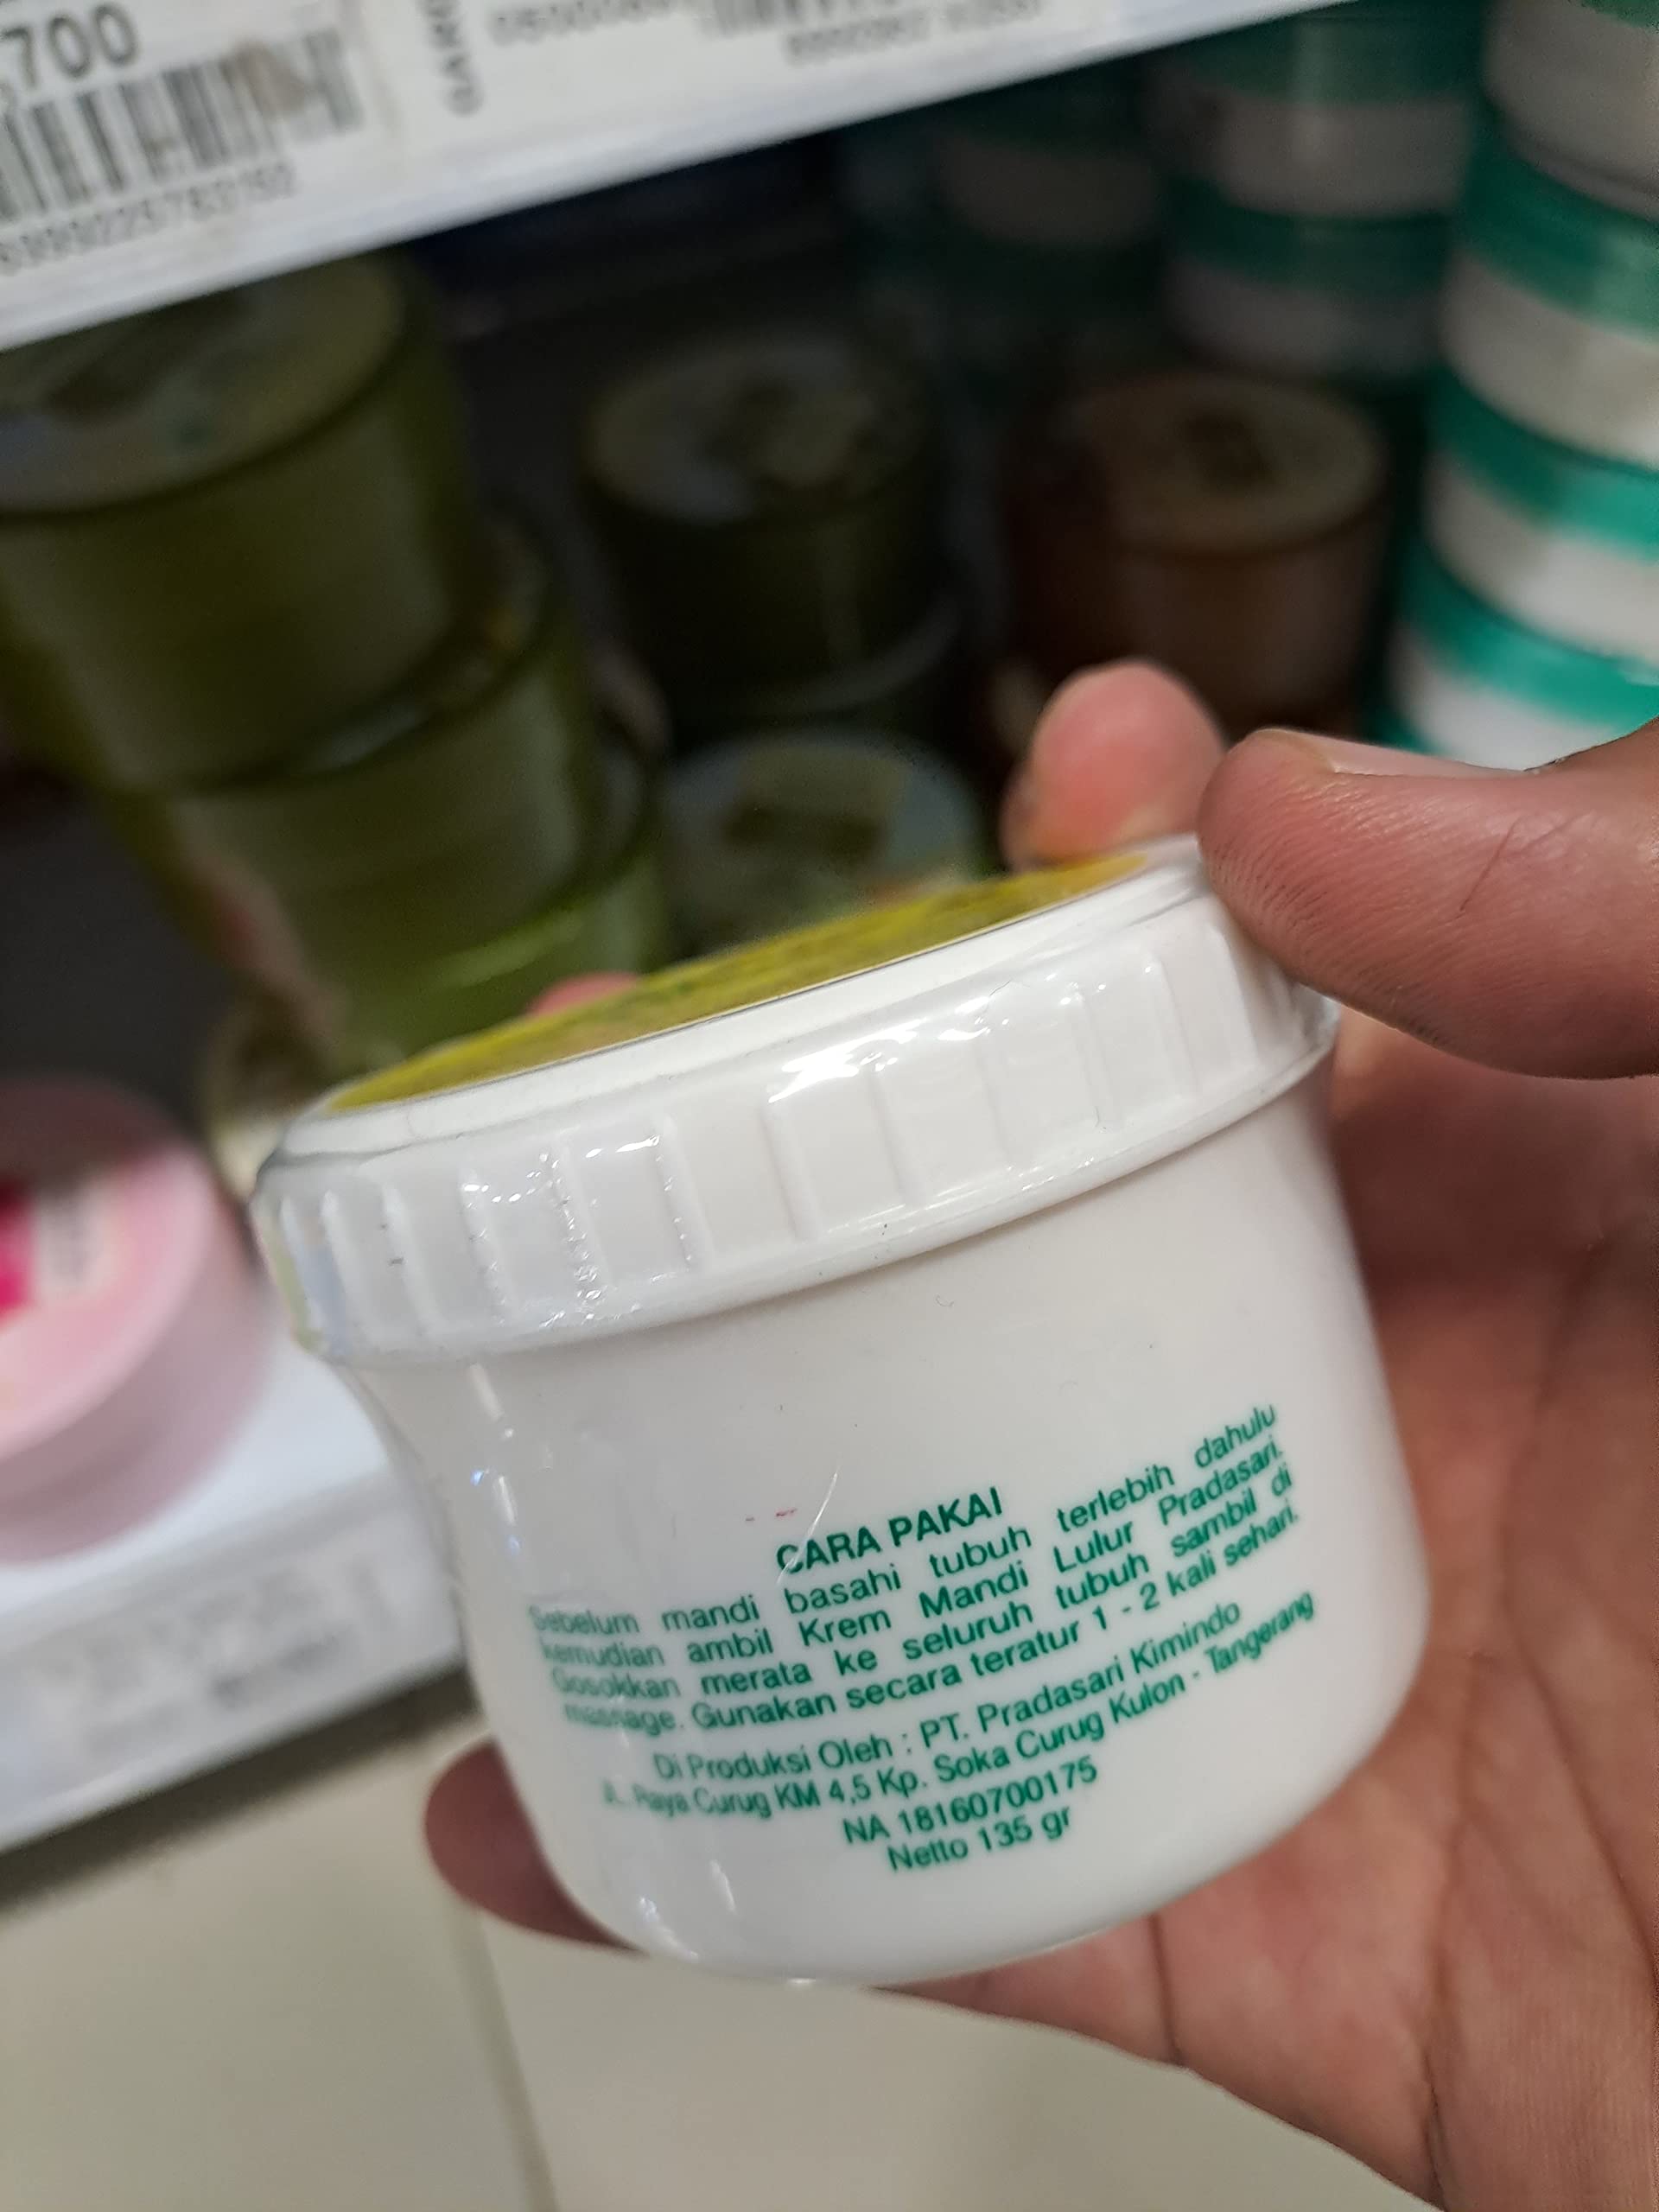 700
CARA PAKAI
Sebelum mandi basahi tubuh terlebih dahulu
kemudian ambil Krem Mandi Lulur Pradasari.
Gosokkan merata ke seluruh tubuh sambil di
massage. Gunakan secara teratur 1 - 2 kali sehari.
Di Produksi Oleh : PT. Pradasari Kimindo
JL. Raya Curug KM 4,5 Kp. Soka Curug Kulon - Tangerang
NA 18160700175
Netto 135 gr